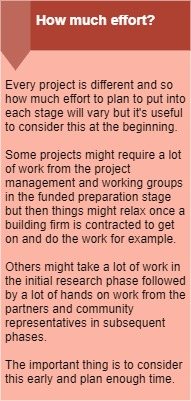 How much effort?
Every project is different and so
how much effort to plan to put into
each stage will vary but it's useful
to consider this at the beginning.
Some projects might require a lot
of work from the project
management and working groups
in the funded preparation stage
but then things might relax once a
building firm is contracted to get
on and do the work for example.
Others might take a lot of work in
the initial research phase followed
by a lot of hands on work from the
partners and community
representatives in subsequent
phases.
The important thing is to consider
this early and plan enough time.